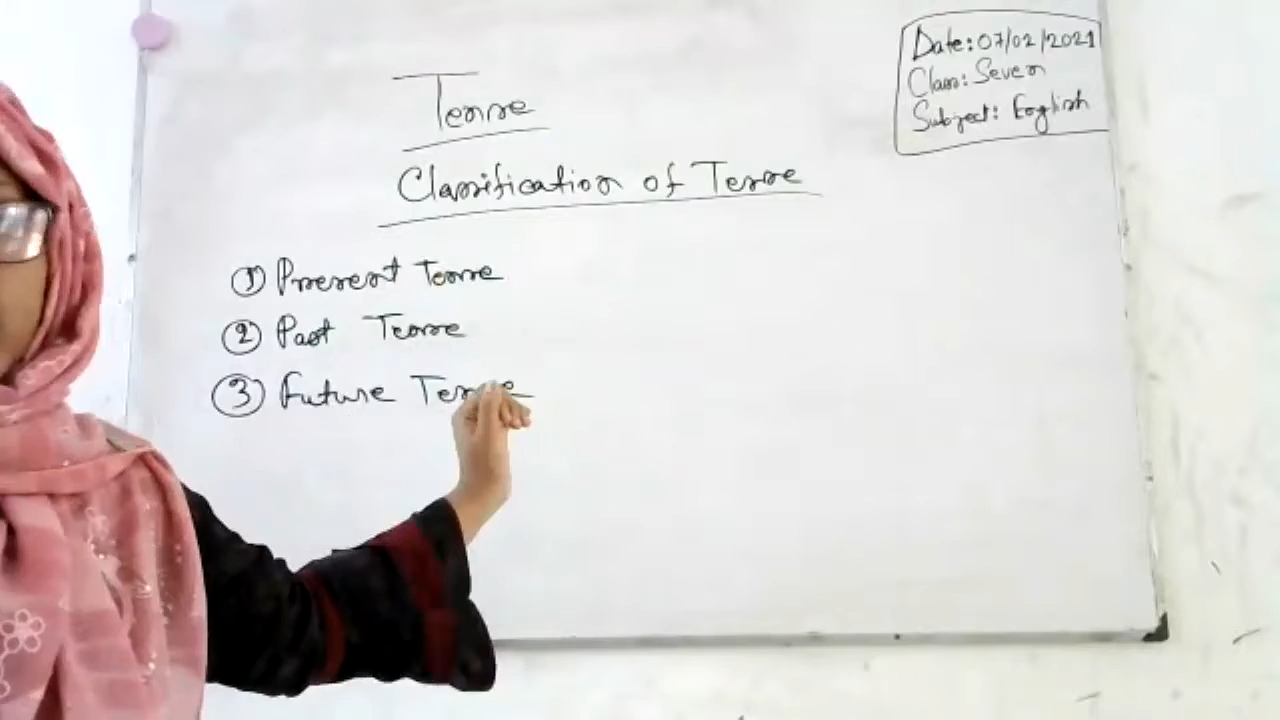 Tense
Classification of Tense
① Present Tense
② Past Tense
③ Future Tense
Date: 07/02/2021
Class: Seven
Subject: English